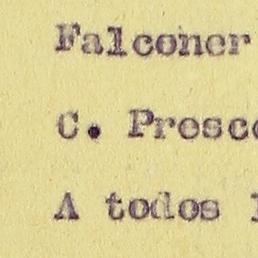 Falconer
C. Presc
A todos